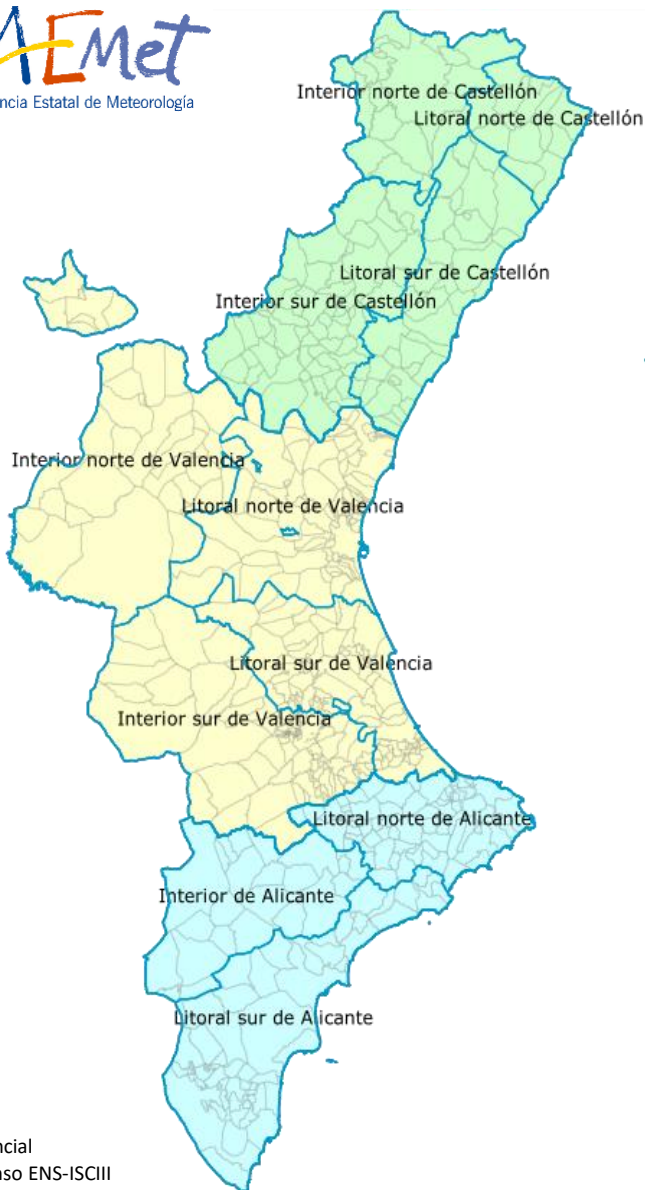 AEMet
ncia Estatal de Meteorología
Interior norte de Castellón
Litoral norte de Castellón
Litoral sur de Castellón
Interior sur de Castellón
Interior norte de Valencia
Litoral norte de Valencia
Litoral sur de Valencia
Interior sur de Valencia
Litoral norte de Alicante
Interior de Alicante
Litoral sur de Alicante
ncial
aso ENS-ISCIII